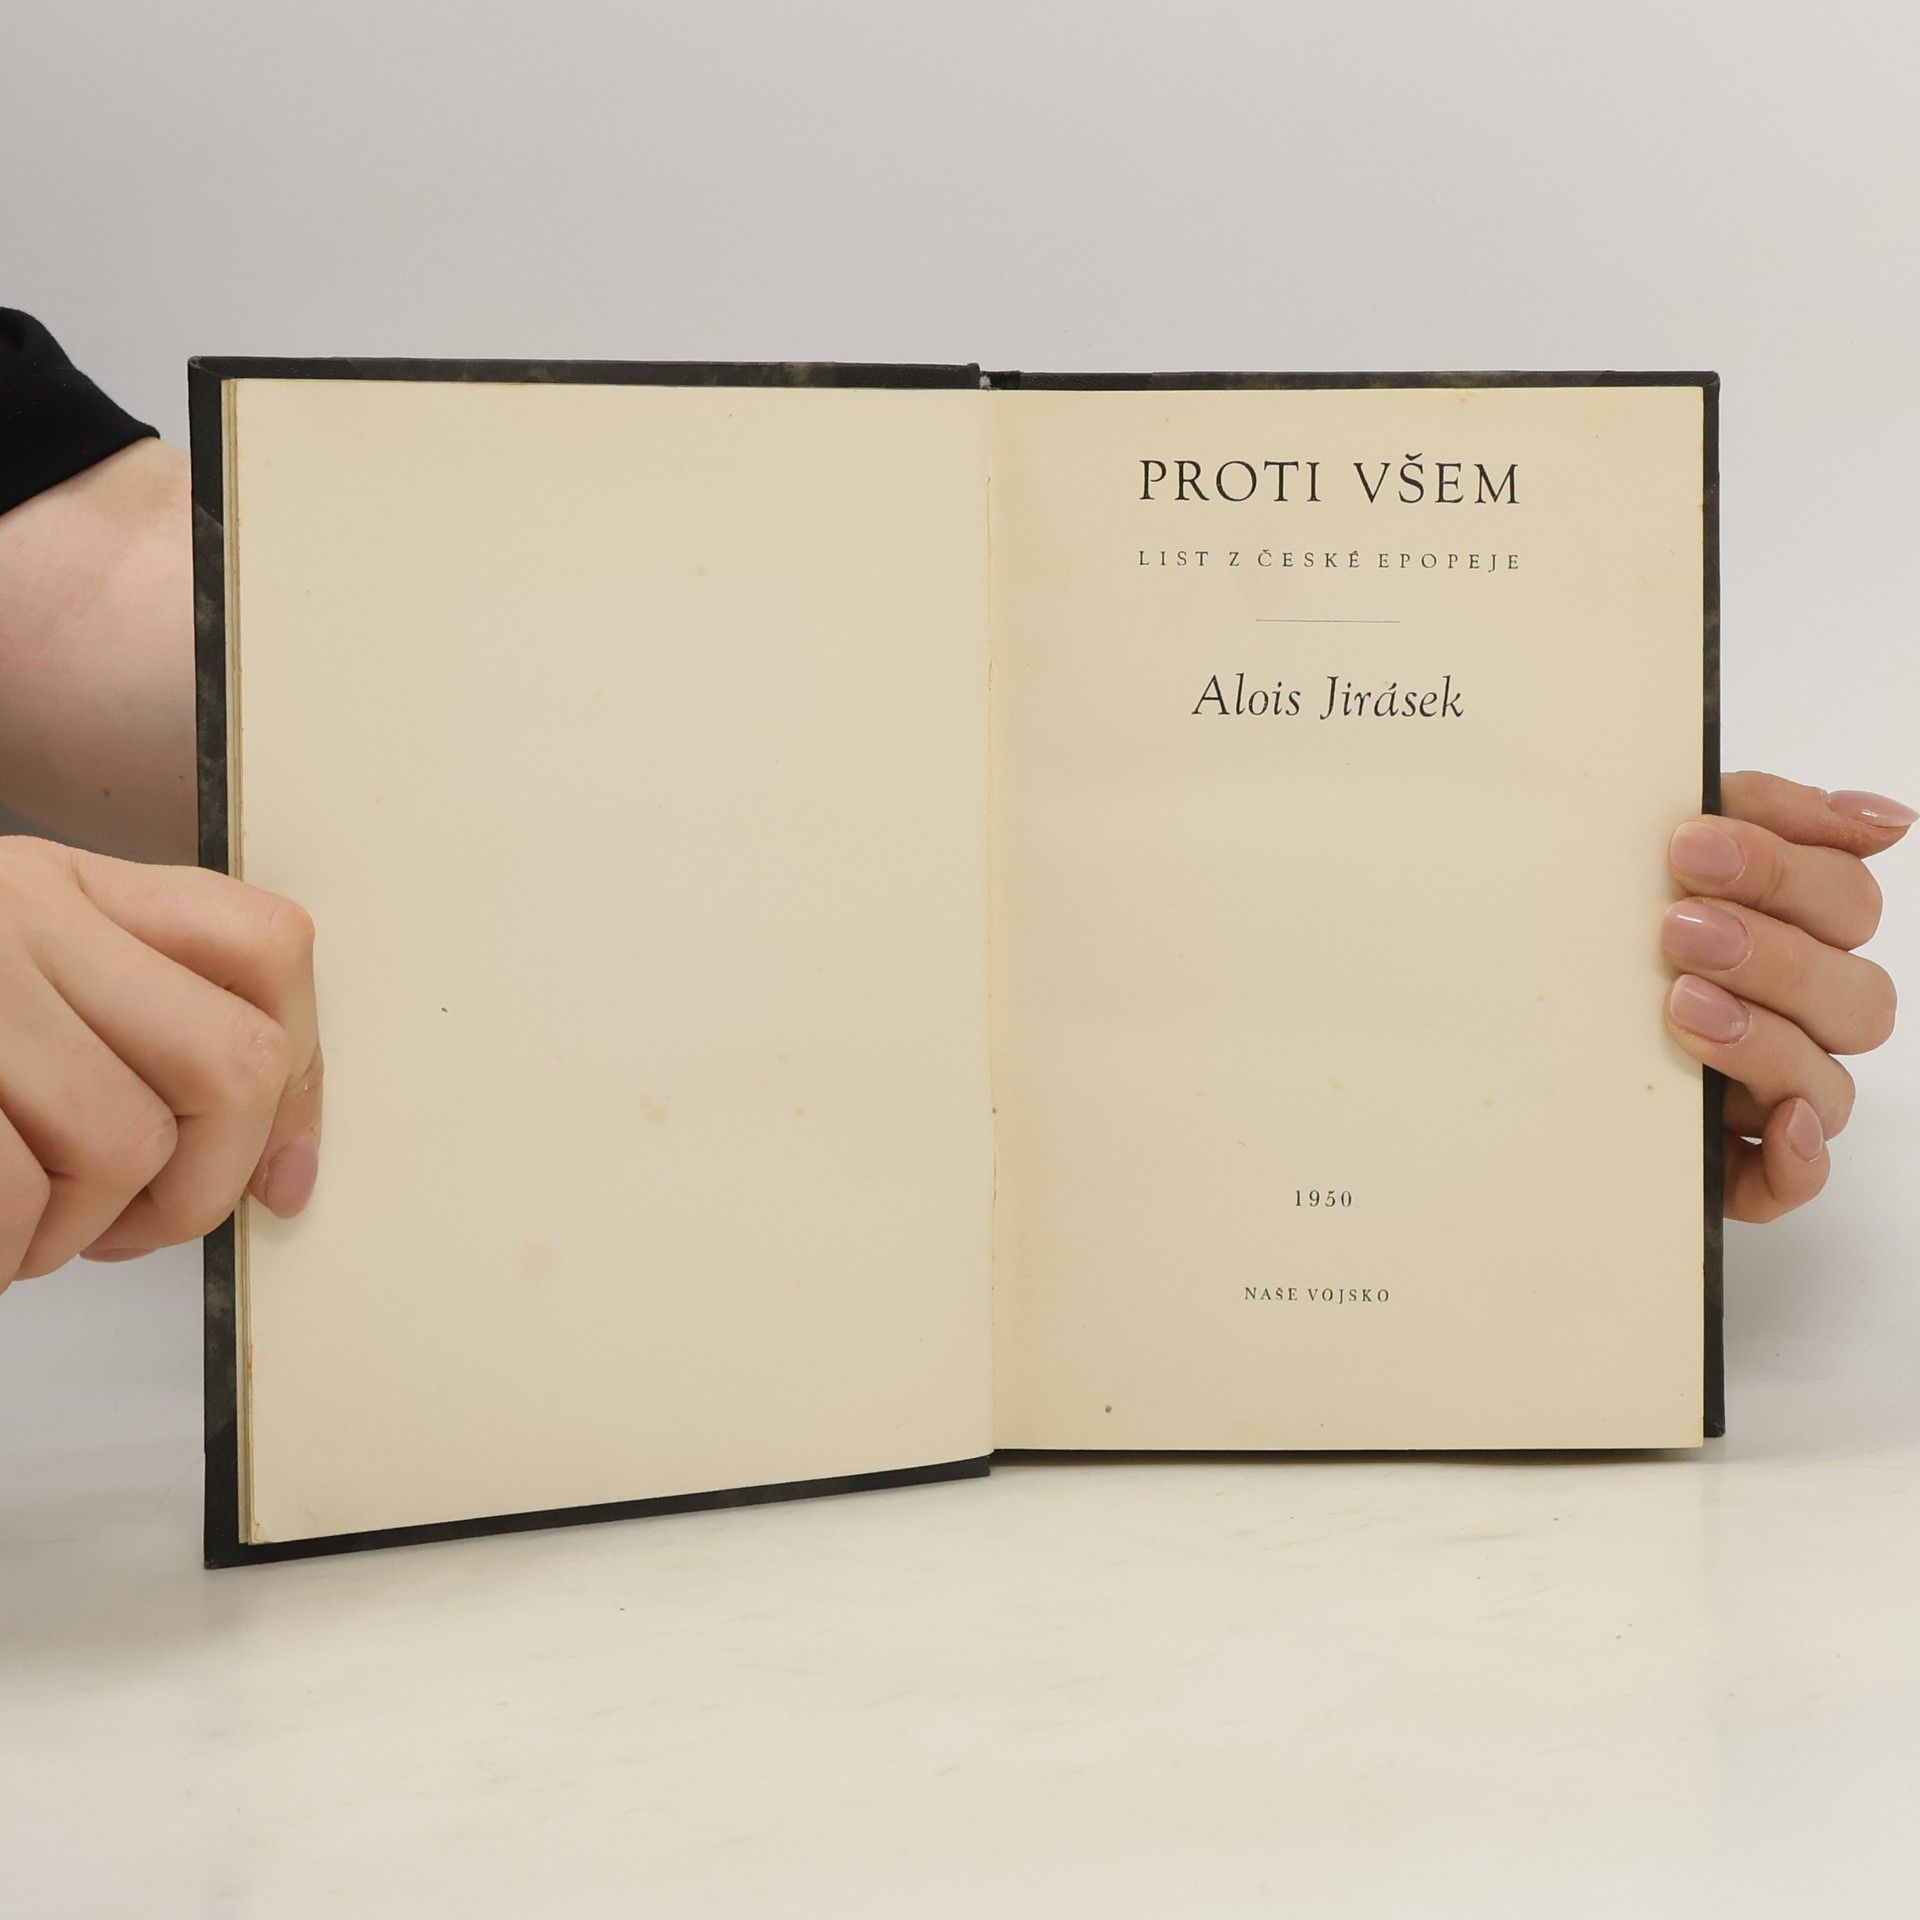 PROTI VŠEM
LIST Z ČESKÉ EPOPEJE
Alois Jirásek
1950
NAŠE VOJSKO